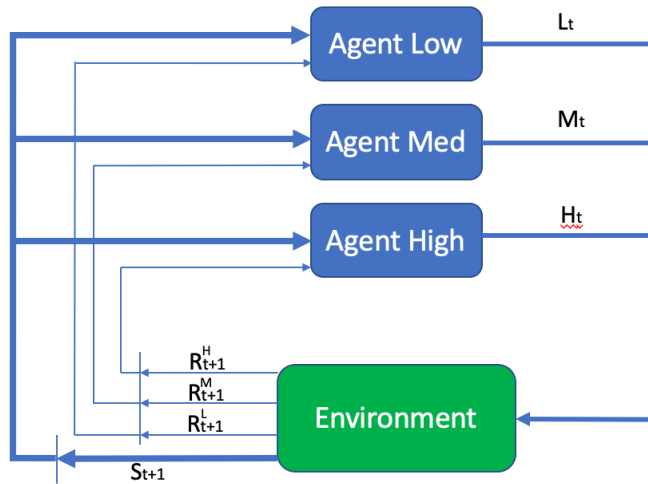 Agent Low
Lt
Agent Med
Mt
Agent High
Ht
R^H_t+1
R^M_t+1
R^L_t+1
Environment
St+1